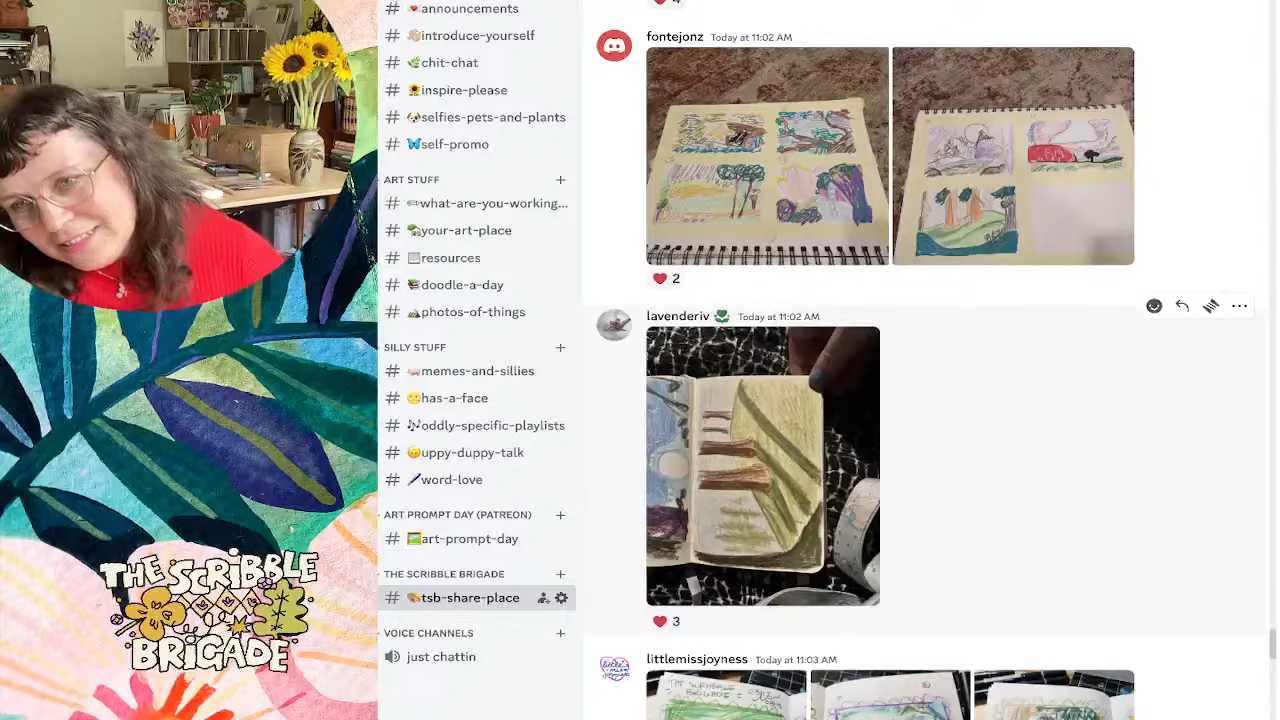 announcements
introduce-yourself
chit-chat
inspire-please
selfies-pets-and-plants
self-promo
ART STUFF
what-are-you-working...
your-art-place
resources
doodle-a-day
photos-of-things
SILLY STUFF
memes-and-sillies
has-a-face
oddly-specific-playlists
uppy-duppy-talk
word-love
ART PROMPT DAY (PATREON)
art-prompt-day
THE SCRIBBLE BRIGADE
tsb-share-place
VOICE CHANNELS
just chattin
THE SCRIBBLE
BRIGADE
4
fontejonz Today at 11:02 AM
2
lavenderiv Today at 11:02 AM
3
littlemissjoyness Today at 11:03 AM
THE SCRIBBLE
BRIGADE